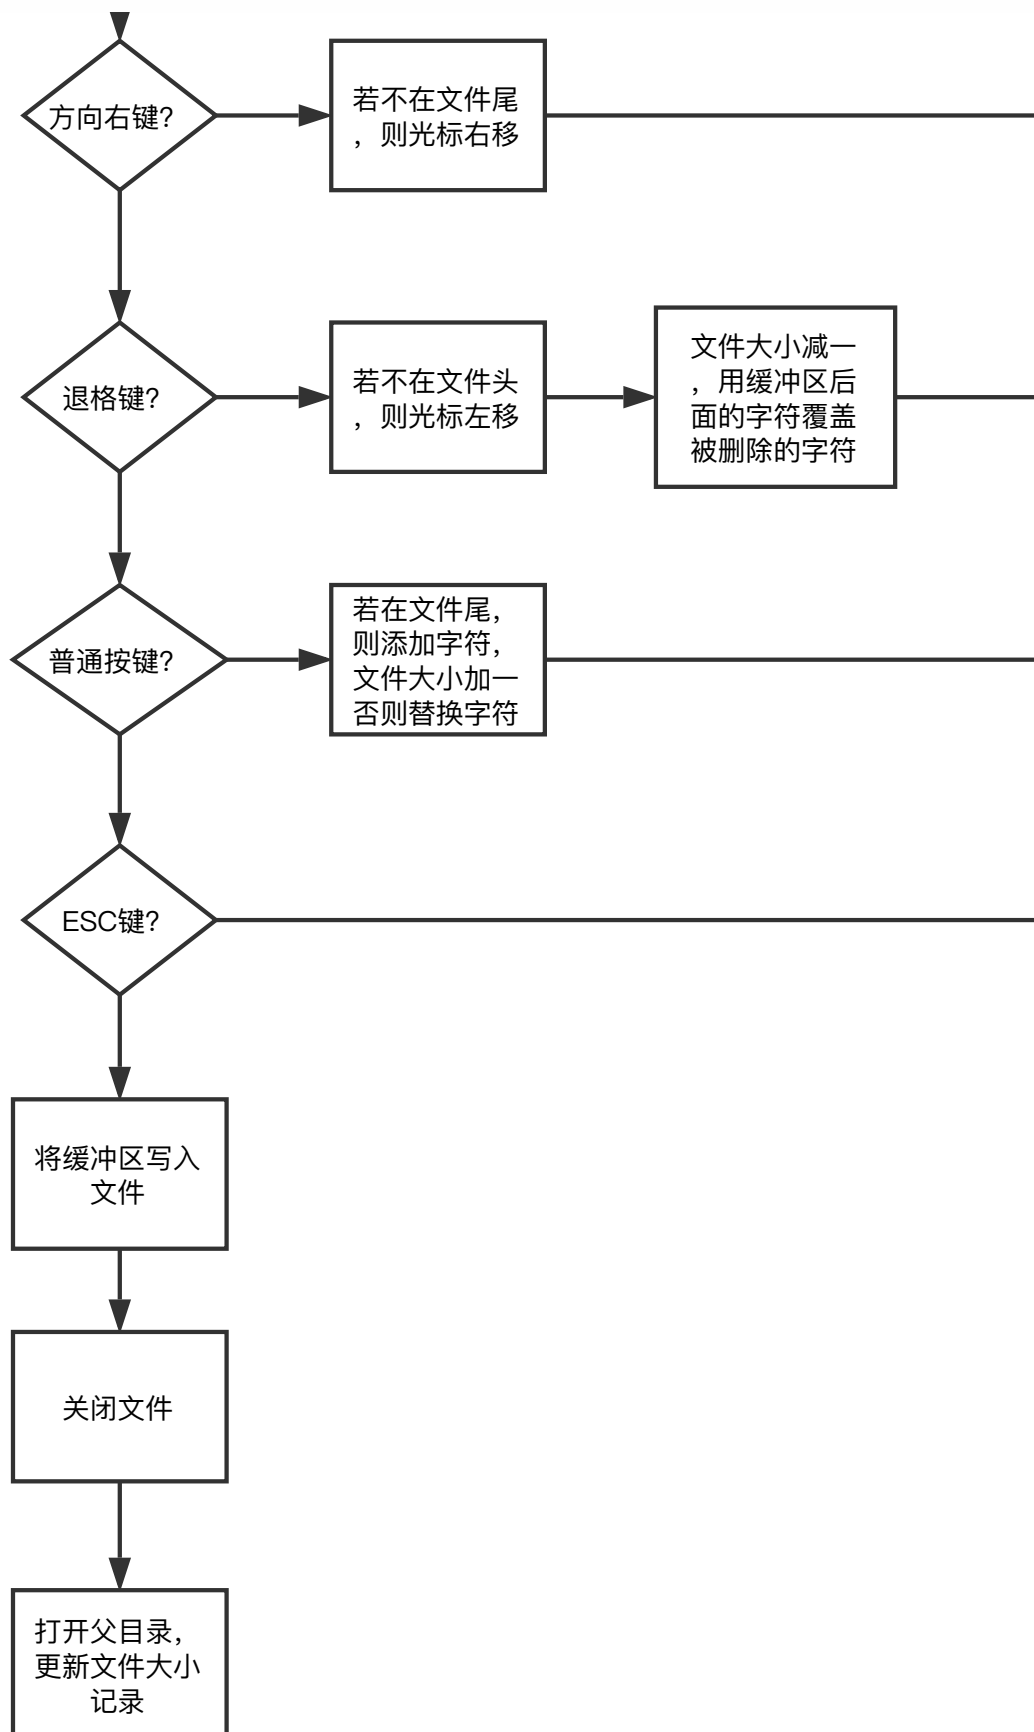 方向右键?
若不在文件尾
，则光标右移
退格键?
若不在文件头
，则光标左移
文件大小减一
，用缓冲区后
面的字符覆盖
被删除的字符
普通按键?
若在文件尾，
则添加字符，
文件大小加一
否则替换字符
ESC键?
将缓冲区写入
文件
关闭文件
打开父目录，
更新文件大小
记录